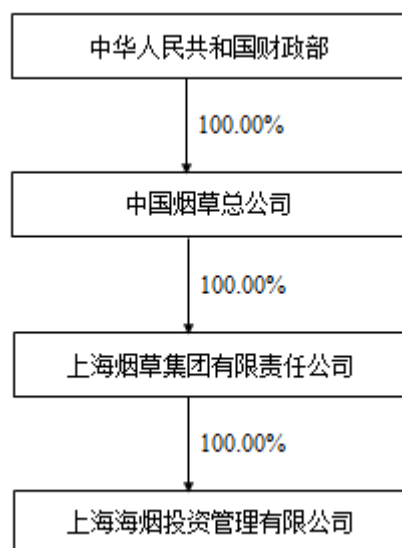 中华人民共和国财政部
100.00%
中国烟草总公司
100.00%
上海烟草集团有限责任公司
100.00%
上海海烟投资管理有限公司